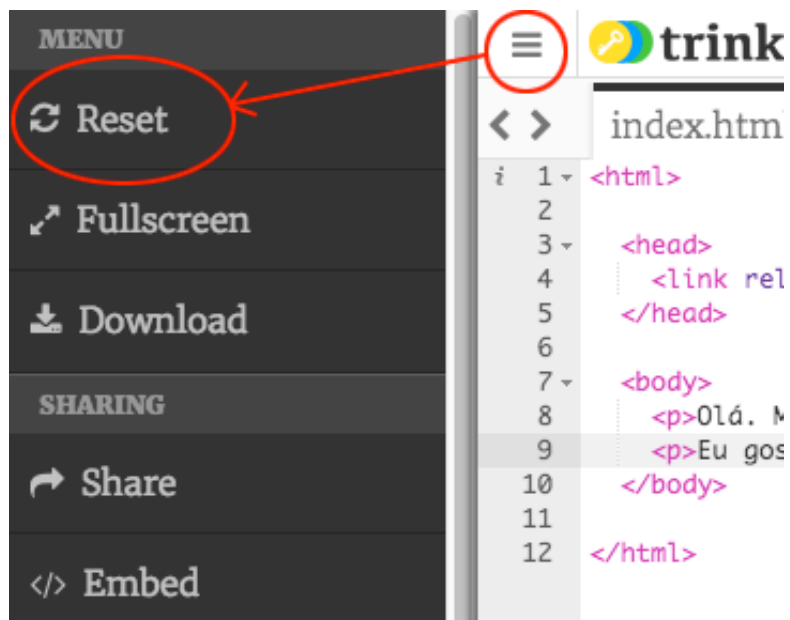 MENU
Reset
Fullscreen
Download
SHARING
Share
Embed
trink
index.htm
i 1 <html>
2
3 <head>
4 <link rel
5 </head>
6
7 <body>
8 <p>Olá. M
9 <p>Eu gos
10 </body>
11
12 </html>